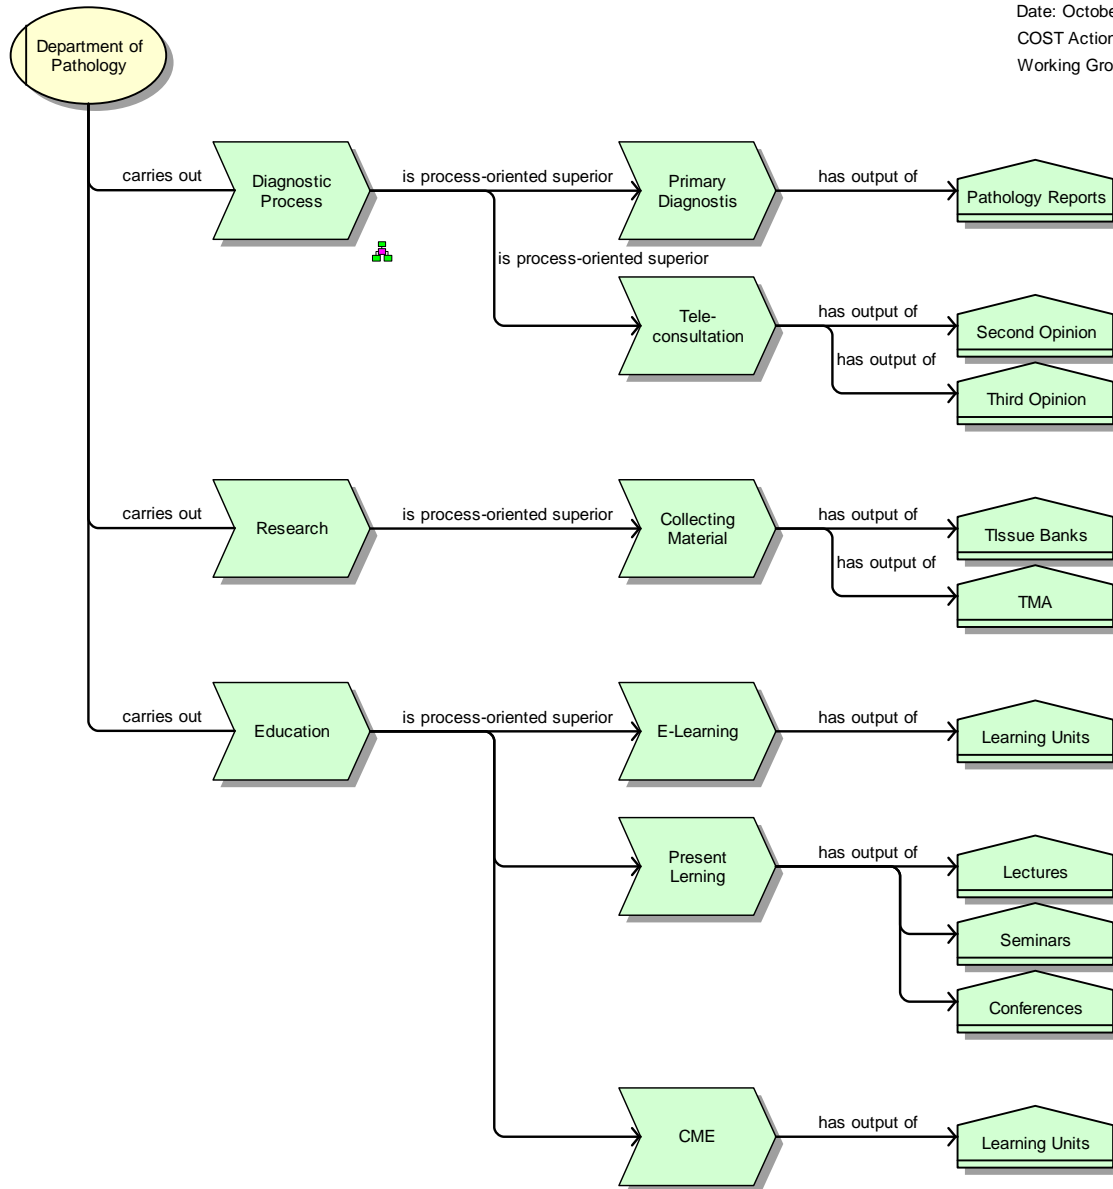 Date: Octobe
COST Action
Working Gro
Department of
Pathology
carries out
Diagnostic
Process
is process-oriented superior
Primary
Diagnostis
has output of
Pathology Reports
is process-oriented superior
Tele-
consultation
has output of
Second Opinion
has output of
Third Opinion
carries out
Research
is process-oriented superior
Collecting
Material
has output of
TIssue Banks
has output of
TMA
carries out
Education
is process-oriented superior
E-Learning
has output of
Learning Units
Present
Lerning
has output of
Lectures
Seminars
Conferences
CME
has output of
Learning Units